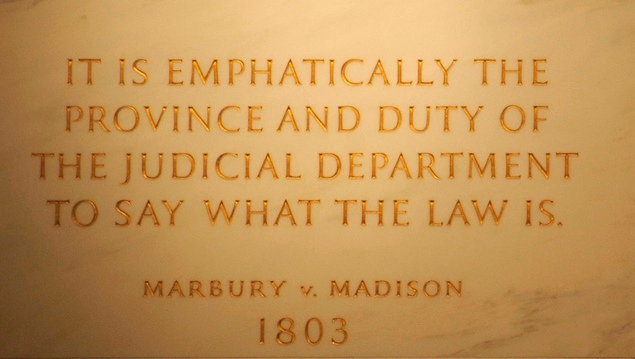 IT IS EMPHATICALLY THE
PROVINCE AND DUTY OF
THE JUDICIAL DEPARTMENT
TO SAY WHAT THE LAW IS.
MARBURY v. MADISON
1803